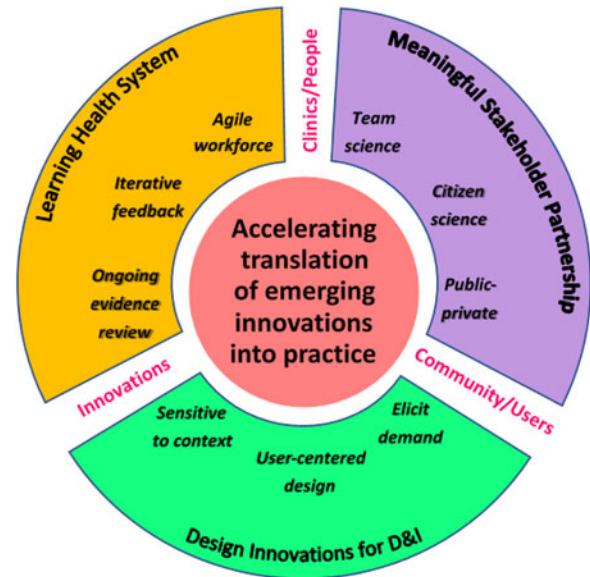 Learning Health System
Agile
workforce
Iterative
feedback
Ongoing
evidence
review
Clinics/People
Meaningful Stakeholder Partnership
Team
science
Citizen
science
Public-
private
Accelerating
translation
of emerging
innovations
into practice
Innovations
Community/Users
Sensitive
to context
User-centered
design
Elicit
demand
Design Innovations for D&I